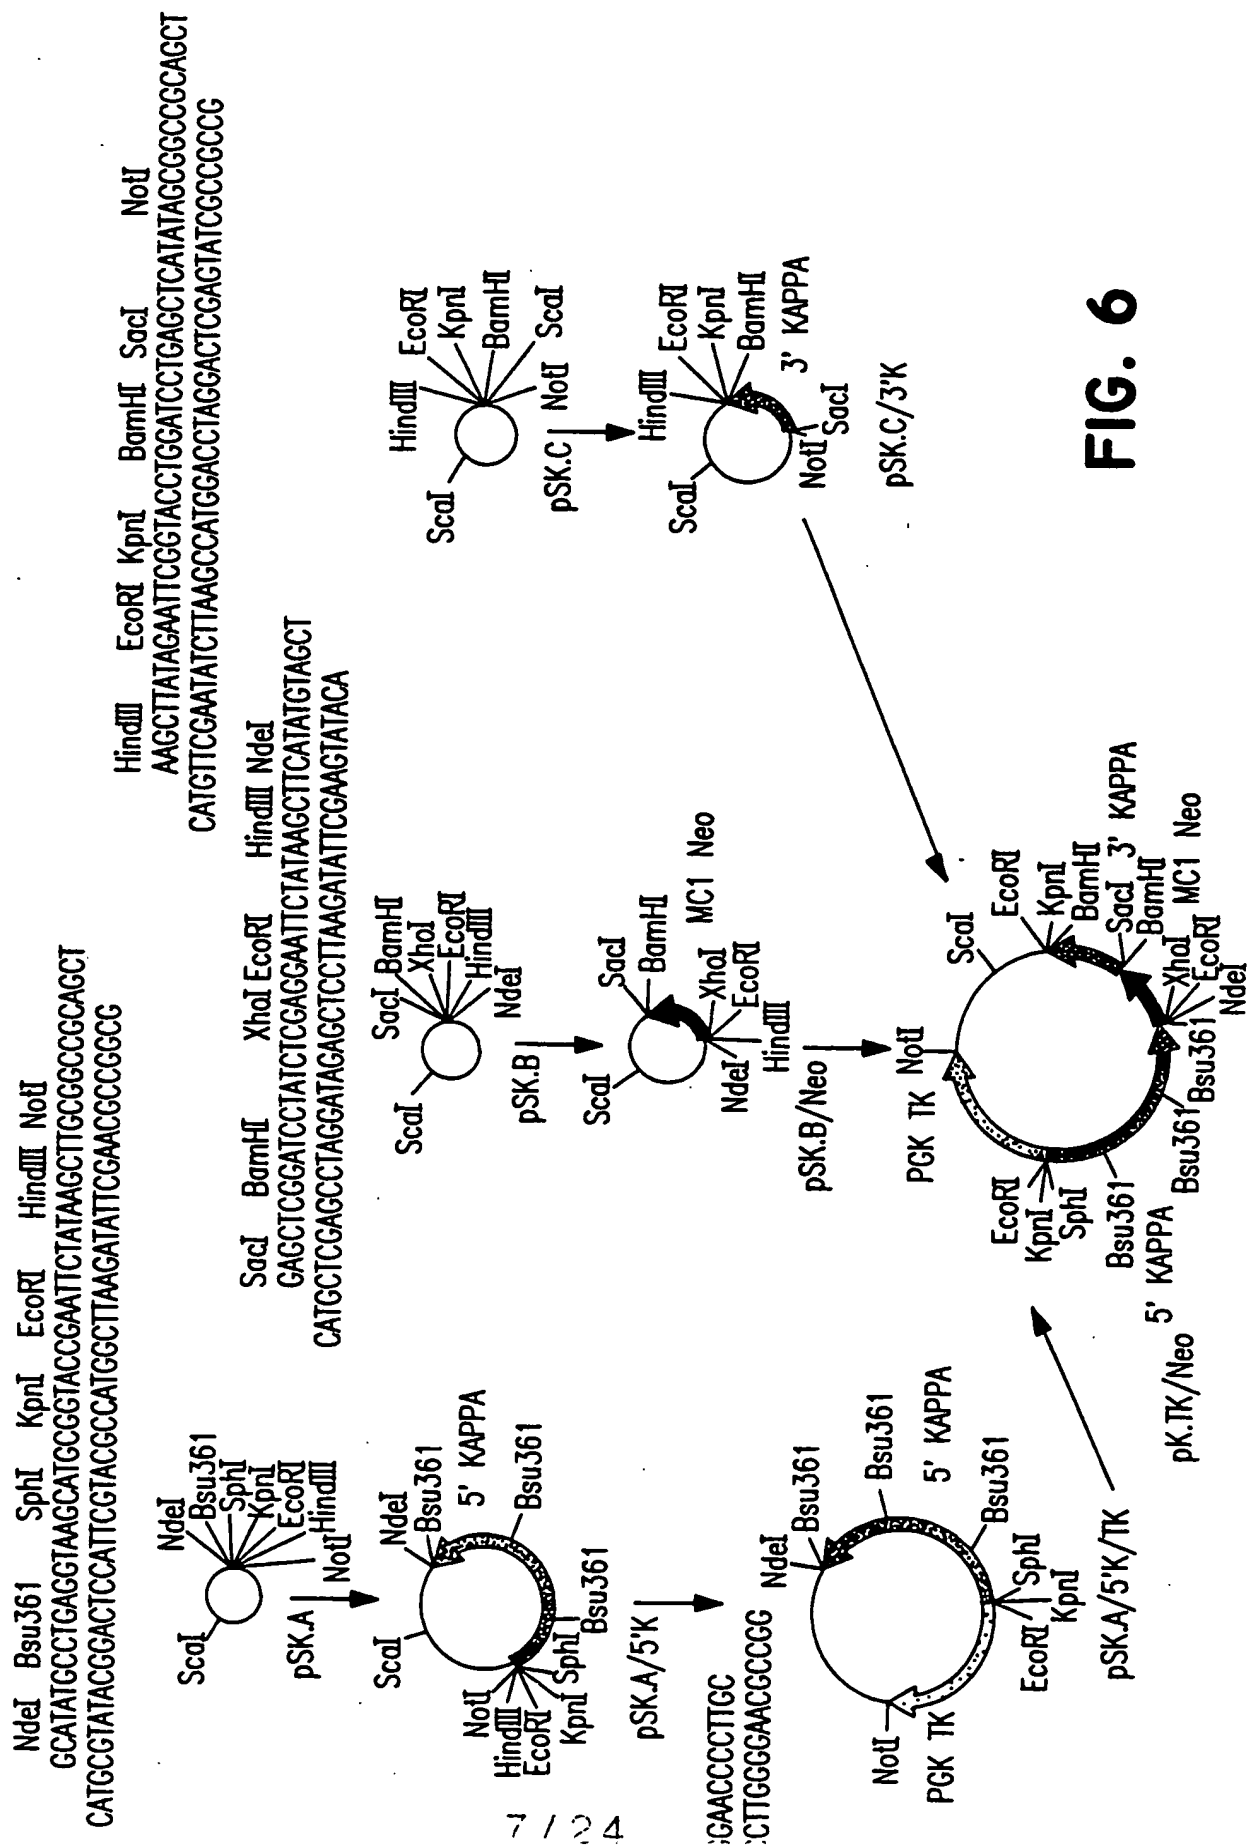 NdeI Bsu361 SphI KpnI EcoRI HindIII NotI
GCATATGCCTGAGGTAAGCATGCGGTACCGAATTCTATAAGCTTGCGGCCGCAGCT
CATGCGTATACGGACTCCATTCGTACGCCATGGCTTAAGATATTCGAACGCCGGCG
SacI BamHI XhoI EcoRI HindIII NdeI
GAGCTCGGATCCTATCTCGAGGAATTCTATAAGCTTCATATGTAGCT
CATGCTCGAGCCTAGGATAGAGCTCCTTAAGATATTCGAAGTATACA
HindIII EcoRI KpnI BamHI SacI NotI
AAGCTTATAGAATTCGGTACCTGGATCCTGAGCTCATAGCGGCCGCAGCT
CATGTTCGAATATCTTAAGCCATGGACCTAGGACTCGAGTATCGCCGCCG
ScaI
NdeI
Bsu361
SphI
KpnI
EcoRI
HindIII
NotI
pSK.A
ScaI
NdeI
Bsu361
5' KAPPA
Bsu361
Bsu361
SphI
KpnI
EcoRI
HindIII
NotI
pSK.A/5'K
GGAACCCCTTGC
CCTTGGGGAACGCCGG
NdeI
Bsu361
Bsu361
5' KAPPA
Bsu361
SphI
KpnI
EcoRI
NotI
PGK TK
pSK.A/5'K/TK
ScaI
SacI
BamHI
XhoI
EcoRI
HindIII
NdeI
pSK.B
ScaI
SacI
BamHI
MC1 Neo
XhoI
EcoRI
HindIII
NdeI
pSK.B/Neo
ScaI
HindIII
EcoRI
KpnI
BamHI
ScaI
NotI
pSK.C
ScaI
HindIII
EcoRI
KpnI
BamHI
3' KAPPA
SacI
NotI
pSK.C/3'K
PGK TK
NotI
ScaI
EcoRI
KpnI
BamHI
SacI 3' KAPPA
BamHI
MC1 Neo
XhoI
EcoRI
NdeI
Bsu361
Bsu361
Bsu361
5' KAPPA
SphI
KpnI
EcoRI
pK.TK/Neo
FIG. 6
7/24